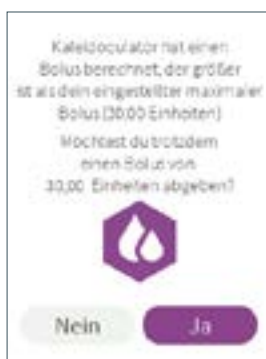 Kaleidoculator hat einen
Bolus berechnet, der größer
ist als dein eingestellter maximaler
Bolus (30,00 Einheiten)
Möchtest du trotzdem
einen Bolus von
30,00 Einheiten abgeben?
Nein
Ja